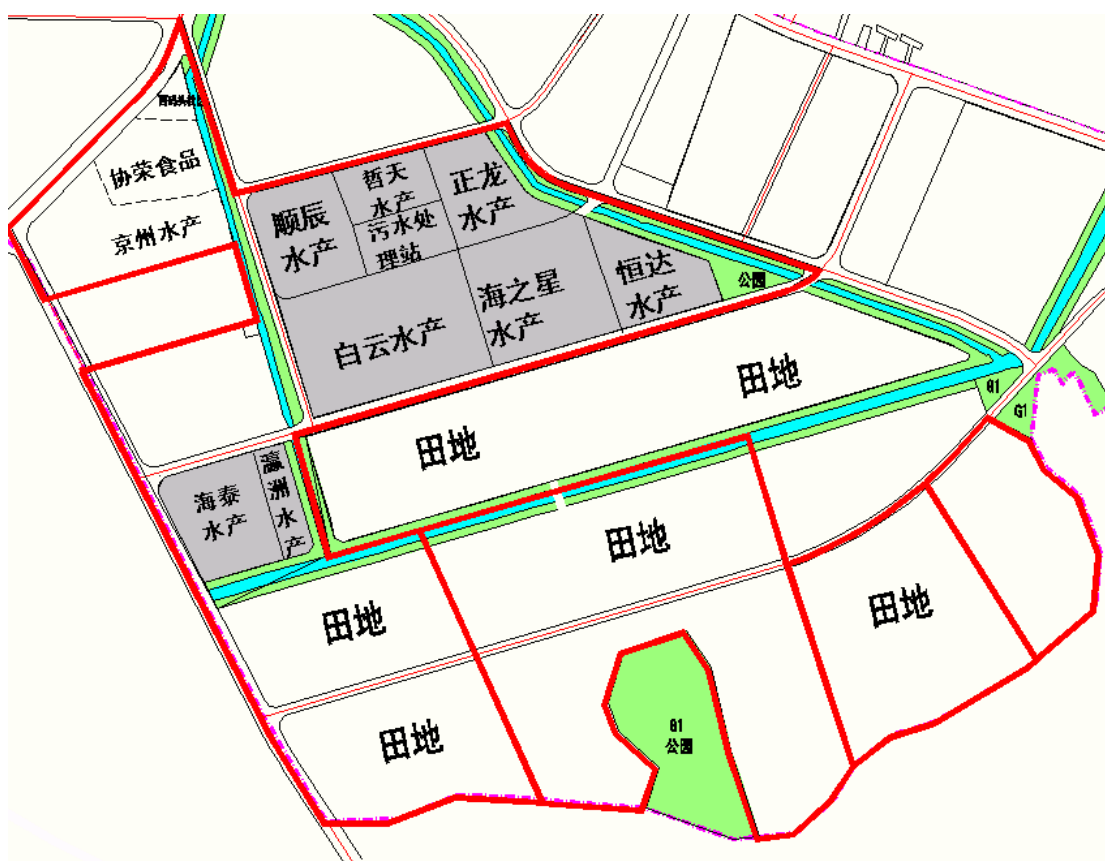 协荣食品
京州水产
顺辰
水产
哲天
水产
污水处
理站
正龙
水产
白云水产
海之星
水产
恒达
水产
公园
田地
田地
海泰
水产
瀛
洲
水
产
田地
田地
田地
田地
G1
G1
G1
公园